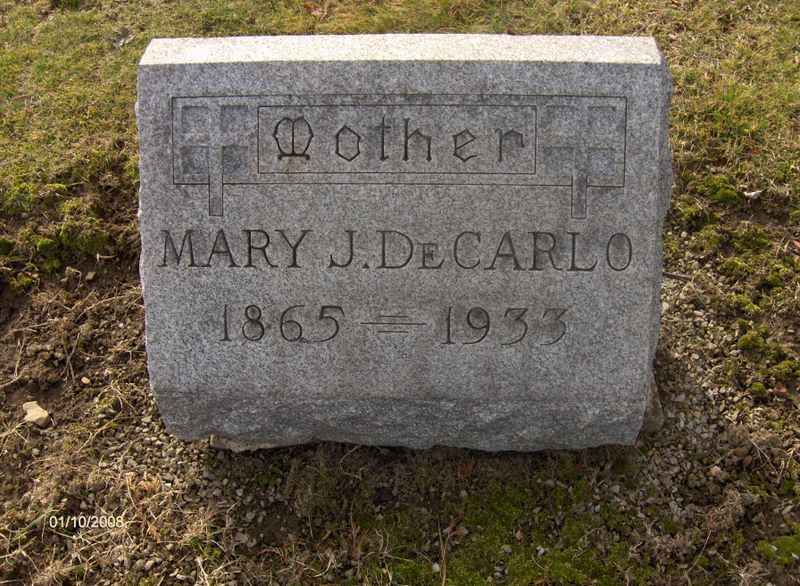 Mother
MARY J. DeCARLO
1865 = 1933
01/10/2008